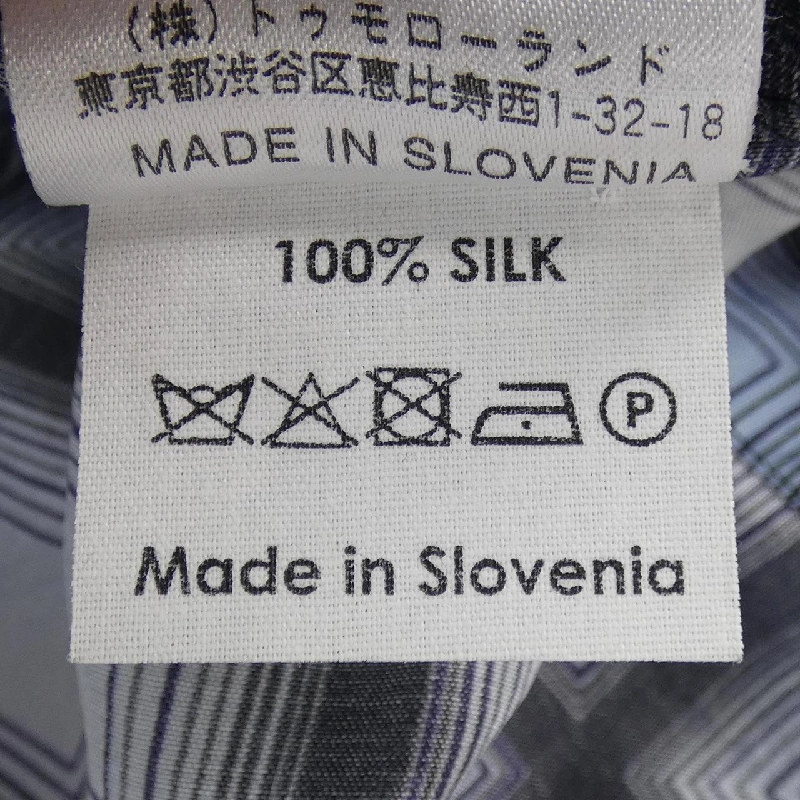 (株)トゥモローランド
東京都渋谷区恵比寿西1-32-18
MADE IN SLOVENIA
100% SILK
P
Made in Slovenia